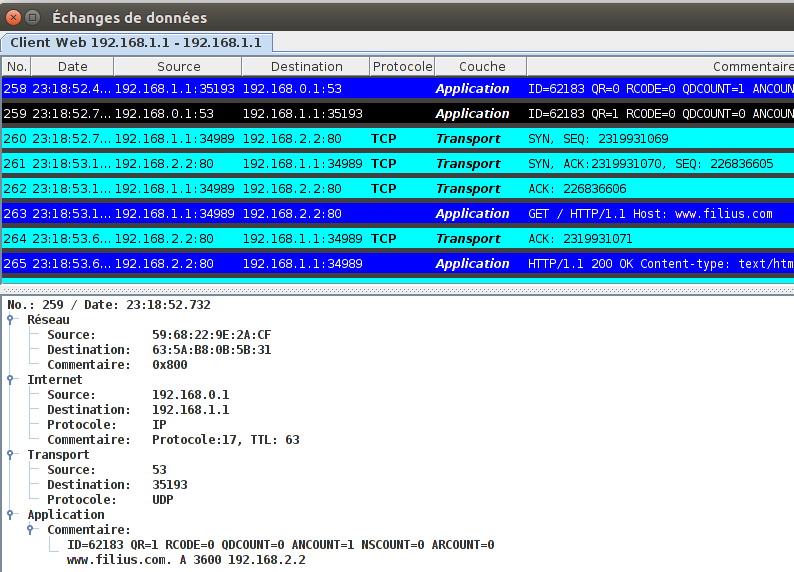 Échanges de données
Client Web 192.168.1.1 - 192.168.1.1
No. Date Source Destination Protocole Couche Commentaire
258 23:18:52.4... 192.168.1.1:35193 192.168.0.1:53 Application ID=62183 QR=0 RCODE=0 QDCOUNT=1 ANCOUN
259 23:18:52.7... 192.168.0.1:53 192.168.1.1:35193 Application ID=62183 QR=1 RCODE=0 QDCOUNT=0 ANCOUN
260 23:18:52.7... 192.168.1.1:34989 192.168.2.2:80 TCP Transport SYN, SEQ: 2319931069
261 23:18:53.1... 192.168.2.2:80 192.168.1.1:34989 TCP Transport SYN, ACK:2319931070, SEQ: 226836605
262 23:18:53.1... 192.168.1.1:34989 192.168.2.2:80 TCP Transport ACK: 226836606
263 23:18:53.1... 192.168.1.1:34989 192.168.2.2:80 Application GET / HTTP/1.1 Host: www.filius.com
264 23:18:53.6... 192.168.2.2:80 192.168.1.1:34989 TCP Transport ACK: 2319931071
265 23:18:53.6... 192.168.2.2:80 192.168.1.1:34989 Application HTTP/1.1 200 OK Content-type: text/htm
No.: 259 / Date: 23:18:52.732
Réseau
Source: 59:68:22:9E:2A:CF
Destination: 63:5A:B8:0B:5B:31
Commentaire: 0x800
Internet
Source: 192.168.0.1
Destination: 192.168.1.1
Protocole: IP
Commentaire: Protocole:17, TTL: 63
Transport
Source: 53
Destination: 35193
Protocole: UDP
Application
Commentaire:
ID=62183 QR=1 RCODE=0 QDCOUNT=0 ANCOUNT=1 NSCOUNT=0 ARCOUNT=0
www.filius.com. A 3600 192.168.2.2